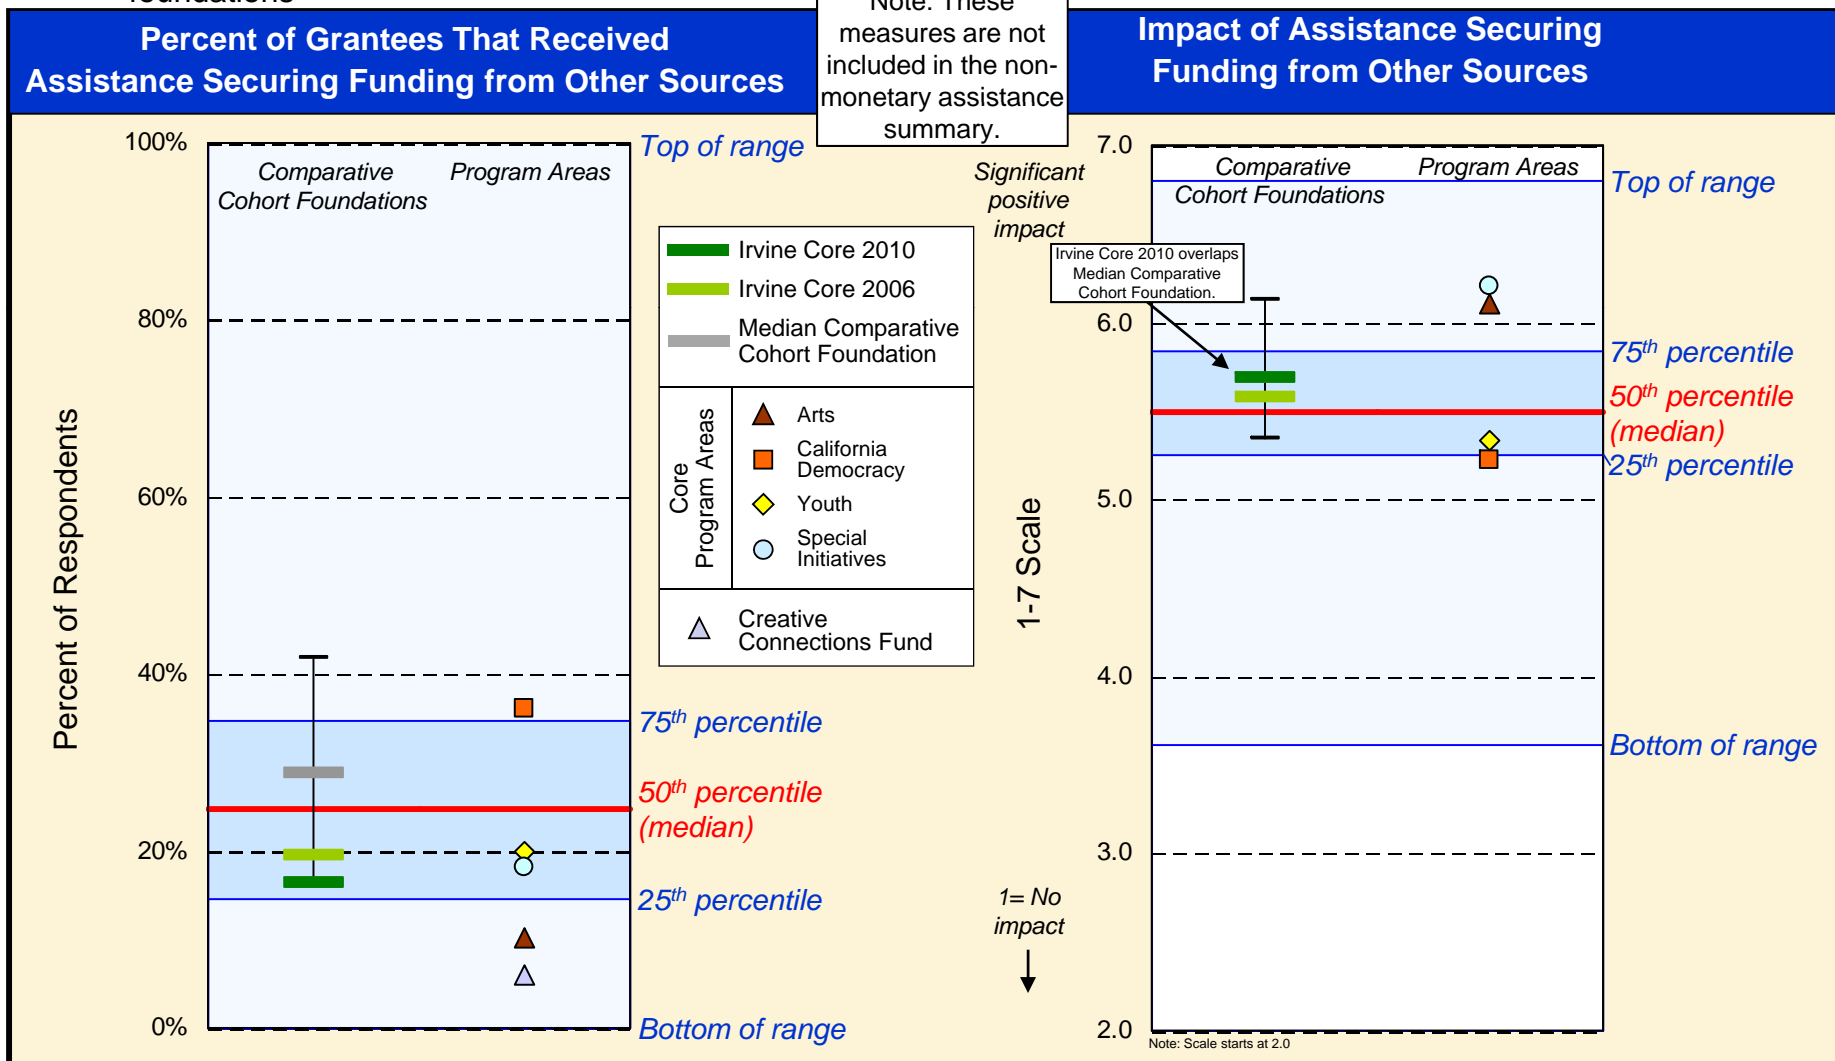 foundations
Percent of Grantees That Received
Assistance Securing Funding from Other Sources
Note: These
measures are not
included in the non-
monetary assistance
summary.
Impact of Assistance Securing
Funding from Other Sources
Percent of Respondents
100%
80%
60%
40%
20%
0%
Comparative
Cohort Foundations
Program Areas
Top of range
75th percentile
50th percentile
(median)
25th percentile
Bottom of range
Irvine Core 2010
Irvine Core 2006
Median Comparative
Cohort Foundation
Core
Program Areas
Arts
California
Democracy
Youth
Special
Initiatives
Creative
Connections Fund
Significant
positive
impact
1-7 Scale
1= No
impact
7.0
6.0
5.0
4.0
3.0
2.0
Comparative
Cohort Foundations
Program Areas
Irvine Core 2010 overlaps
Median Comparative
Cohort Foundation.
Top of range
75th percentile
50th percentile
(median)
25th percentile
Bottom of range
Note: Scale starts at 2.0